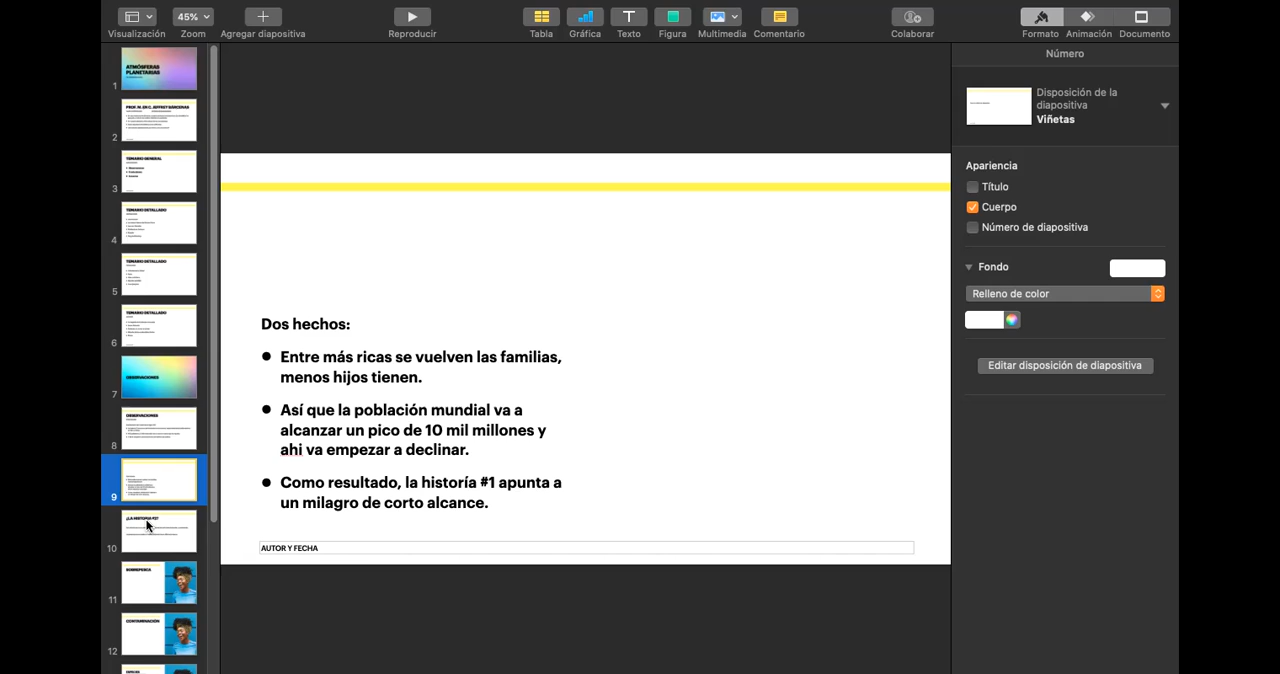 Visualización
45%
Zoom
Agregar diapositiva
Reproducir
Tabla
Gráfica
Texto
Figura
Multimedia
Comentario
Colaborar
Formato
Animación
Documento
1
ATMÓSFERAS
PLANETARIAS
2
PROF. M. EN C. JEFFRET BÁRCENAS
3
TEMARIO GENERAL
4
TEMARIO DETALLADO
5
TEMARIO DETALLADO
6
TEMARIO DETALLADO
7
OBSERVACIONES
8
OBSERVACIONES
9
10
¿LA HISTORIA #2?
11
SOBREPESCA
12
CONTAMINACIÓN
Dos hechos:
● Entre más ricas se vuelven las familias,
menos hijos tienen.
● Así que la población mundial va a
alcanzar un pico de 10 mil millones y
ahi va empezar a declinar.
● Como resultado, la historía #1 apunta a
un milagro de corto alcance.
AUTOR Y FECHA
Número
Disposición de la
diapositiva
Viñetas
Apariencia
Título
Cuerpo
Número de diapositiva
Fondo
Relleno de color
Editar disposición de diapositiva